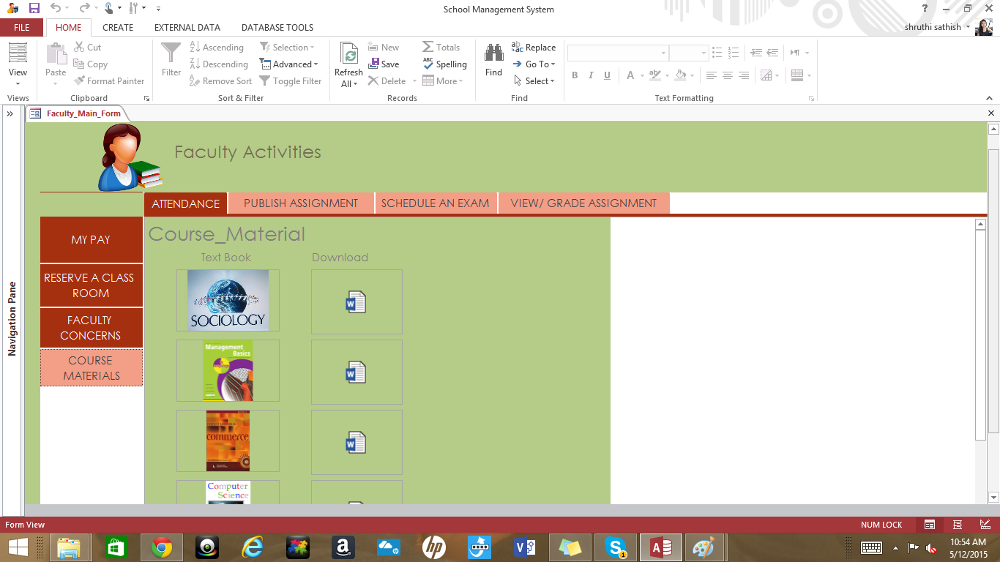 School Management System
FILE
HOME
CREATE
EXTERNAL DATA
DATABASE TOOLS
shruthi sathish
View
Views
Paste
Cut
Copy
Format Painter
Clipboard
Filter
Ascending
Descending
Remove Sort
Selection
Advanced
Toggle Filter
Sort & Filter
Refresh
All
New
Save
Delete
Totals
Spelling
More
Records
Find
Replace
Go To
Select
Find
B I U A
Text Formatting
Faculty_Main_Form
Navigation Pane
Faculty Activities
ATTENDANCE
PUBLISH ASSIGNMENT
SCHEDULE AN EXAM
VIEW/ GRADE ASSIGNMENT
MY PAY
RESERVE A CLASS
ROOM
FACULTY
CONCERNS
COURSE
MATERIALS
Course_Material
Text Book
Download
SOCIOLOGY
Management
Basics
commerce
Computer
Science
Form View
NUM LOCK
10:54 AM
5/12/2015